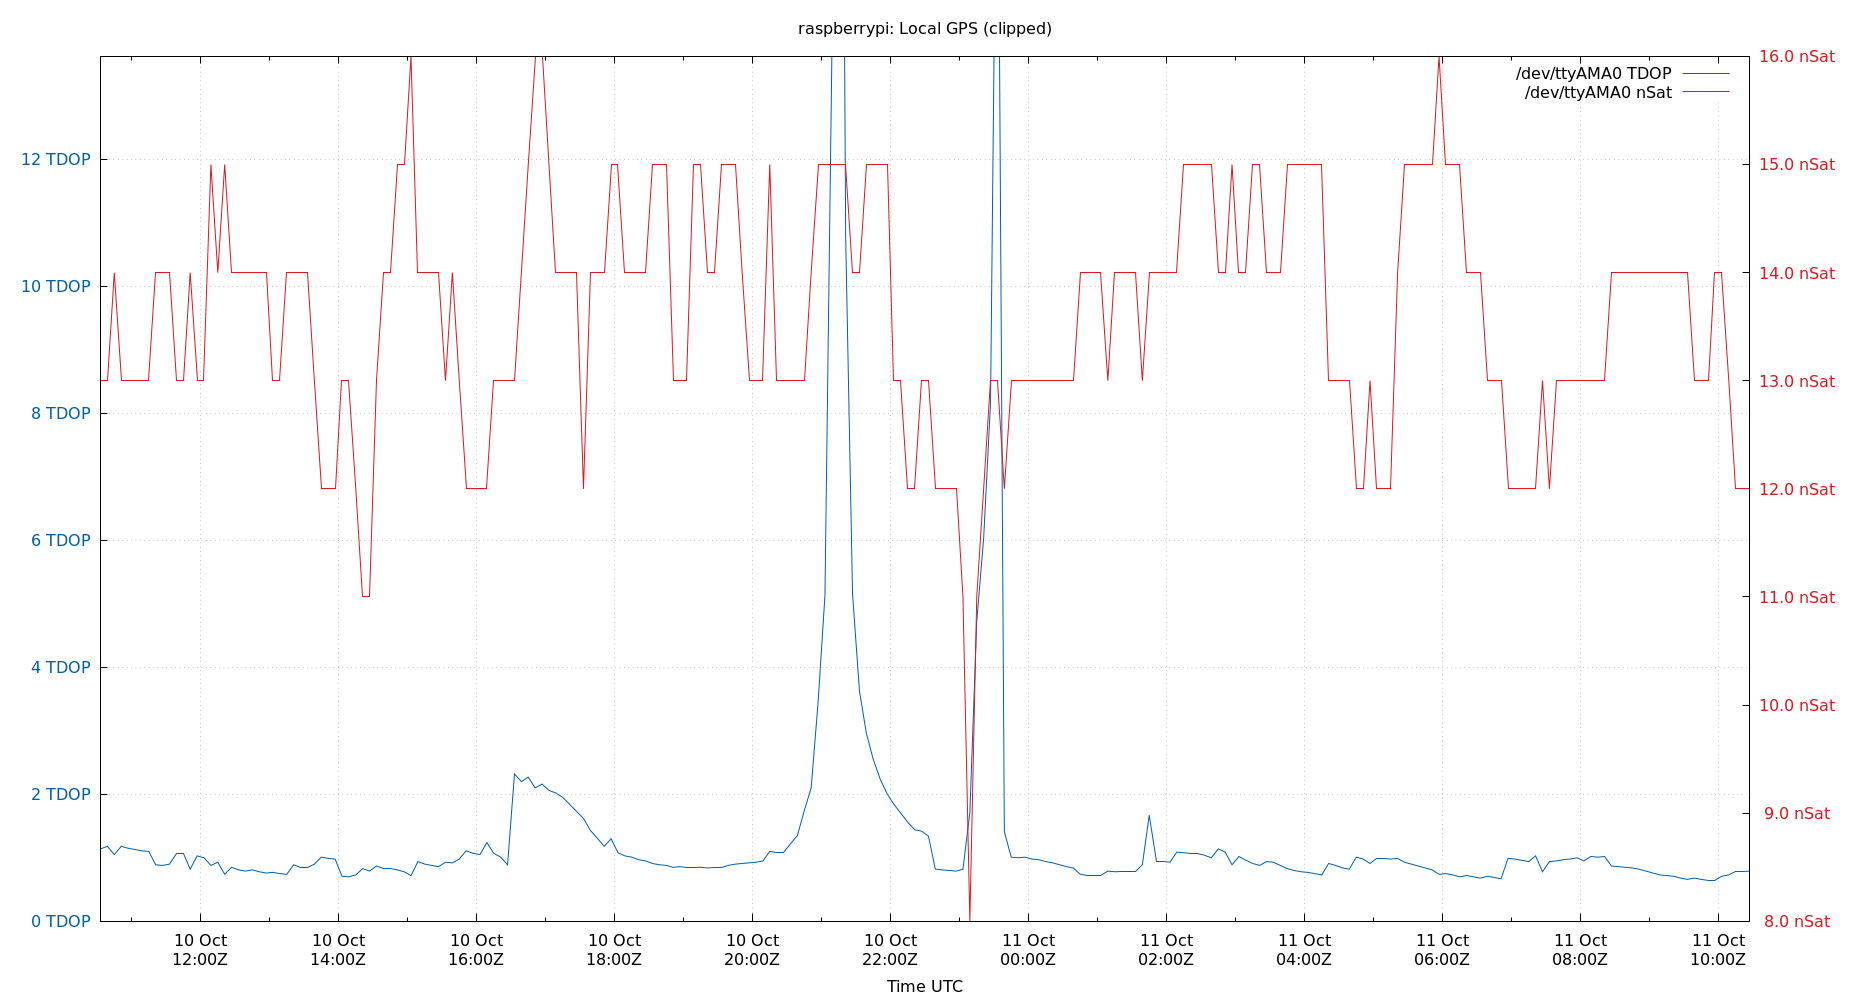 raspberrypi: Local GPS (clipped)
/dev/ttyAMA0 TDOP
/dev/ttyAMA0 nSat
12 TDOP
10 TDOP
8 TDOP
6 TDOP
4 TDOP
2 TDOP
0 TDOP
16.0 nSat
15.0 nSat
14.0 nSat
13.0 nSat
12.0 nSat
11.0 nSat
10.0 nSat
9.0 nSat
8.0 nSat
10 Oct
12:00Z
10 Oct
14:00Z
10 Oct
16:00Z
10 Oct
18:00Z
10 Oct
20:00Z
10 Oct
22:00Z
11 Oct
00:00Z
11 Oct
02:00Z
11 Oct
04:00Z
11 Oct
06:00Z
11 Oct
08:00Z
11 Oct
10:00Z
Time UTC